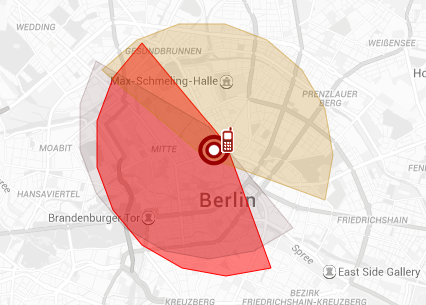 WEDDING
WEISSENSEE
GESUNDBRUNNEN
Ho
Max-Schmeling-Halle
PRENZLAUER
BERG
MOABIT
MITTE
Spree
HANSAVIERTEL
Berlin
Brandenburger Tor
FRIEDRICHSHAIN
Spree
East Side Gallery
BEZIRK
KREUZBERG
FRIEDRICHSHAIN-KREUZBERG